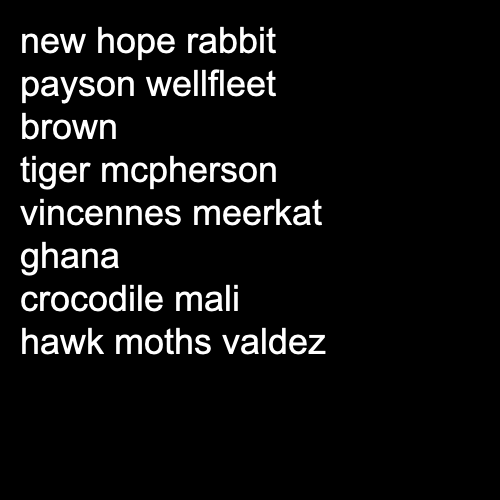 new hope rabbit
payson wellfleet
brown
tiger mcpherson
vincennes meerkat
ghana
crocodile mali
hawk moths valdez